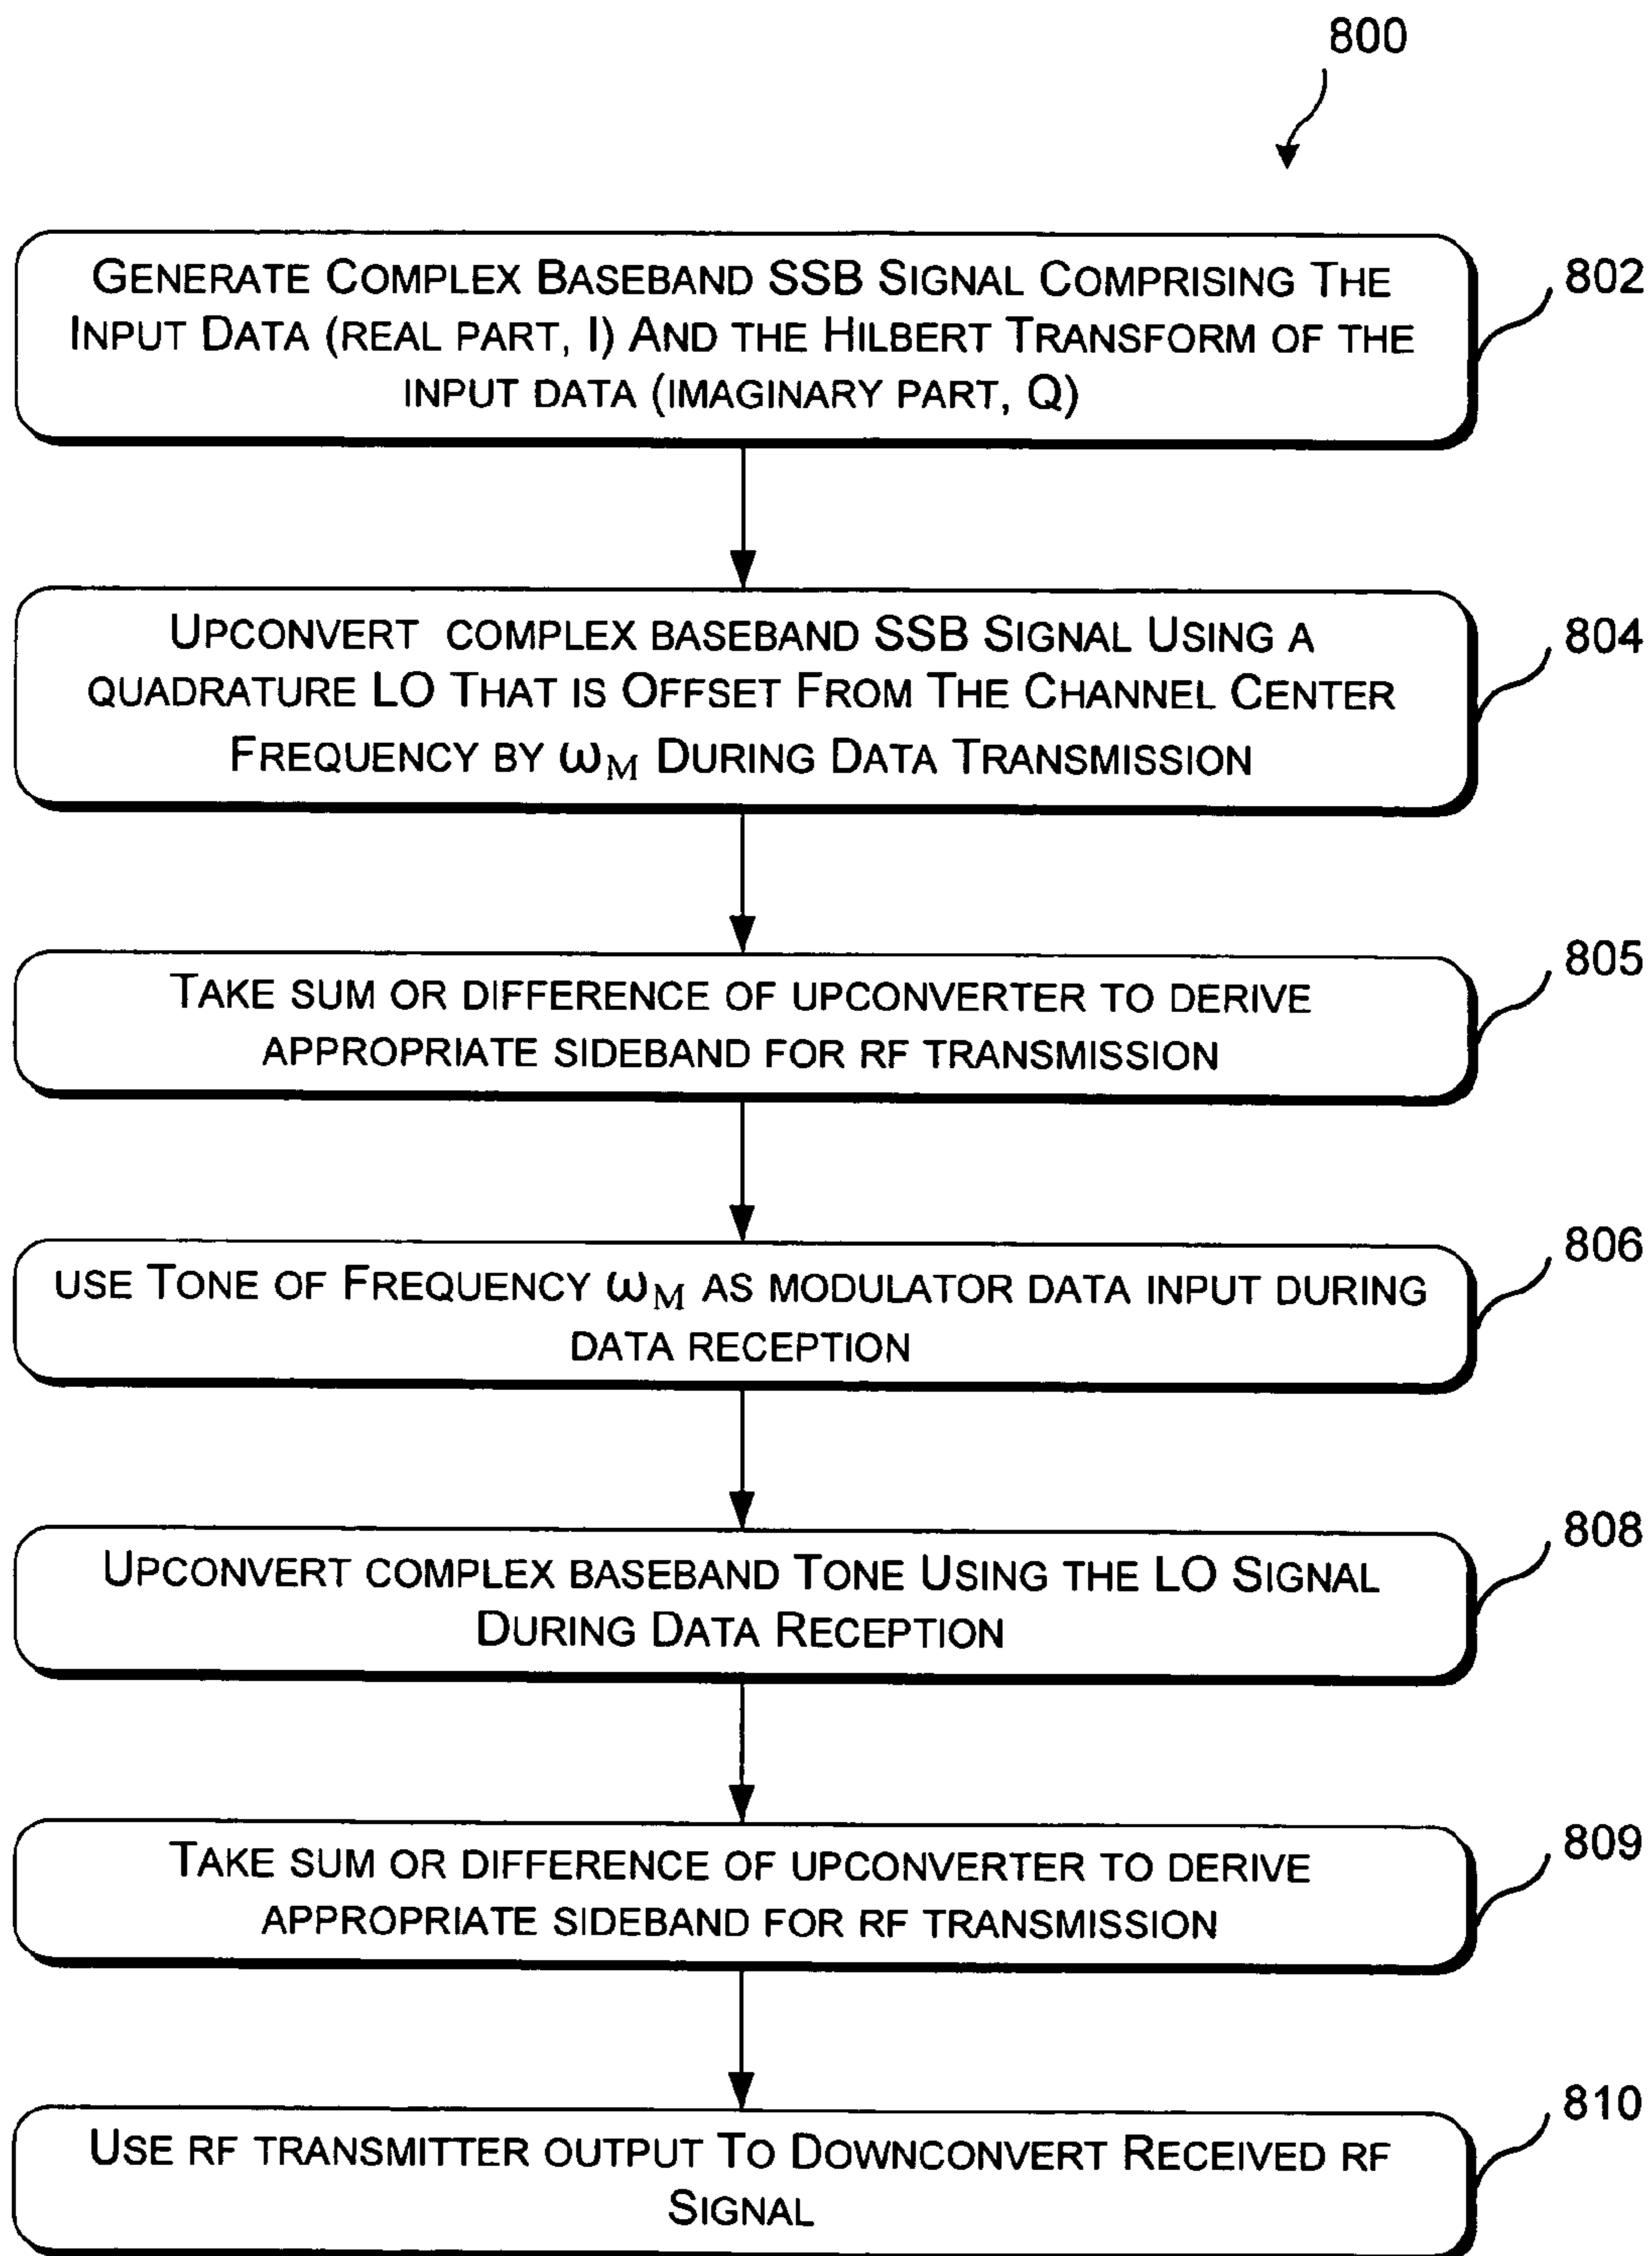 800
GENERATE COMPLEX BASEBAND SSB SIGNAL COMPRISING THE
INPUT DATA (REAL PART, I) AND THE HILBERT TRANSFORM OF THE
INPUT DATA (IMAGINARY PART, Q)
802
UPCONVERT COMPLEX BASEBAND SSB SIGNAL USING A
QUADRATURE LO THAT IS OFFSET FROM THE CHANNEL CENTER
FREQUENCY BY ωM DURING DATA TRANSMISSION
804
TAKE SUM OR DIFFERENCE OF UPCONVERTER TO DERIVE
APPROPRIATE SIDEBAND FOR RF TRANSMISSION
805
USE TONE OF FREQUENCY ωM AS MODULATOR DATA INPUT DURING
DATA RECEPTION
806
UPCONVERT COMPLEX BASEBAND TONE USING THE LO SIGNAL
DURING DATA RECEPTION
808
TAKE SUM OR DIFFERENCE OF UPCONVERTER TO DERIVE
APPROPRIATE SIDEBAND FOR RF TRANSMISSION
809
USE RF TRANSMITTER OUTPUT TO DOWNCONVERT RECEIVED RF
SIGNAL
810